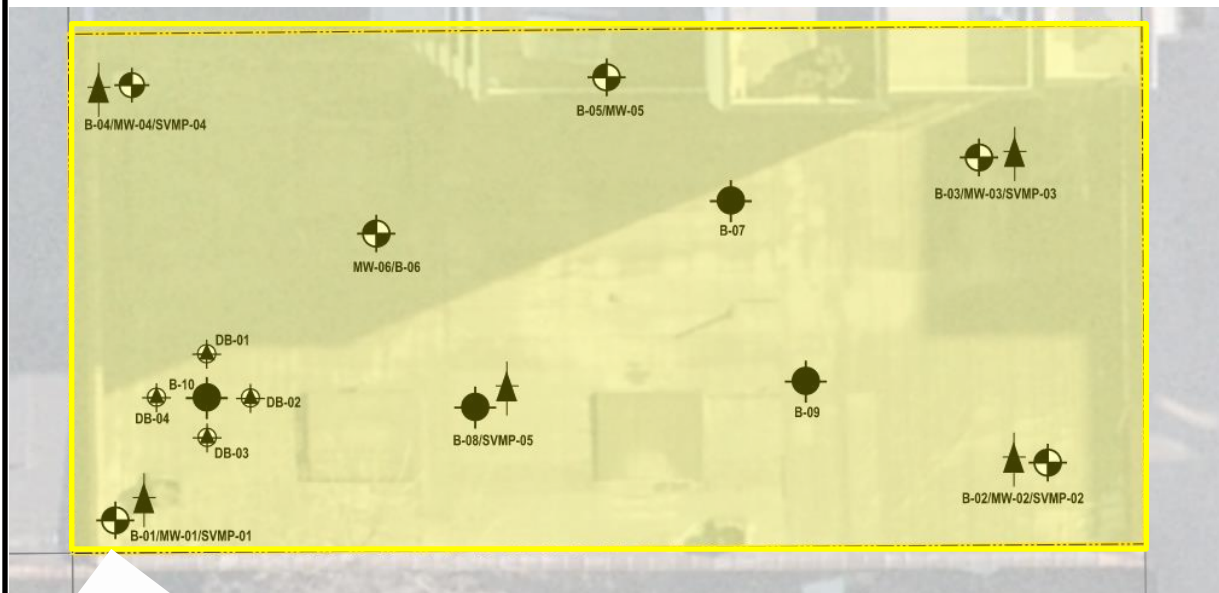 B-04/MW-04/SVMP-04
B-05/MW-05
B-03/MW-03/SVMP-03
B-07
MW-06/B-06
DB-01
B-10
DB-02
DB-04
DB-03
B-08/SVMP-05
B-09
B-02/MW-02/SVMP-02
B-01/MW-01/SVMP-01